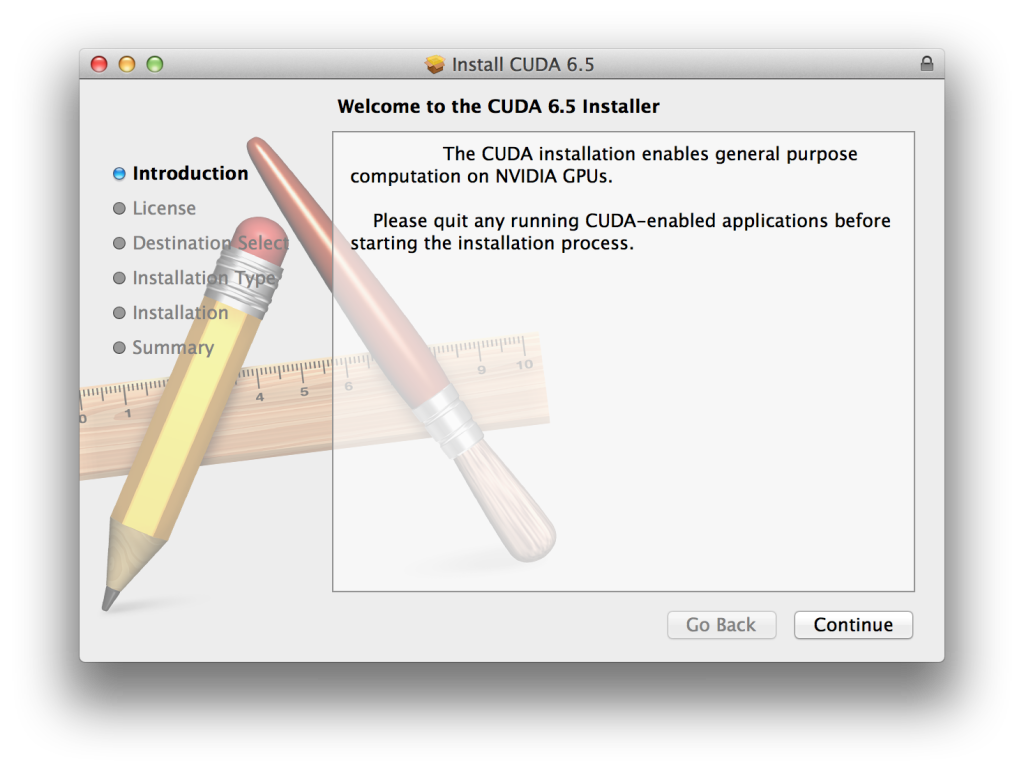 Install CUDA 6.5
Welcome to the CUDA 6.5 Installer
Introduction
License
Destination Select
Installation Type
Installation
Summary
The CUDA installation enables general purpose
computation on NVIDIA GPUs.
Please quit any running CUDA-enabled applications before
starting the installation process.
0 1 4 5 6 9 10
Go Back
Continue